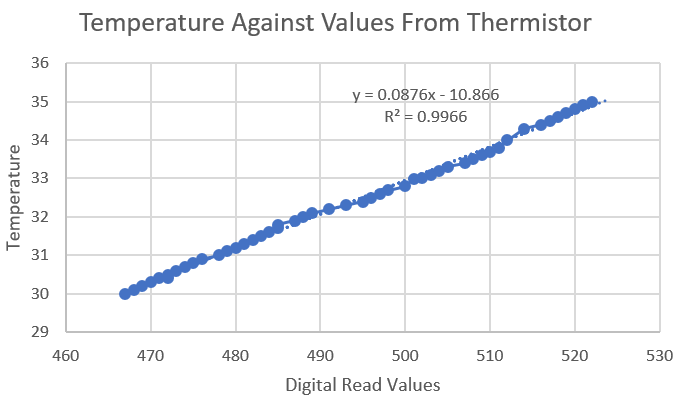 Temperature Against Values From Thermistor
36
35
34
33
32
31
30
29
Temperature
y = 0.0876x - 10.866
R² = 0.9966
460 470 480 490 500 510 520 530
Digital Read Values